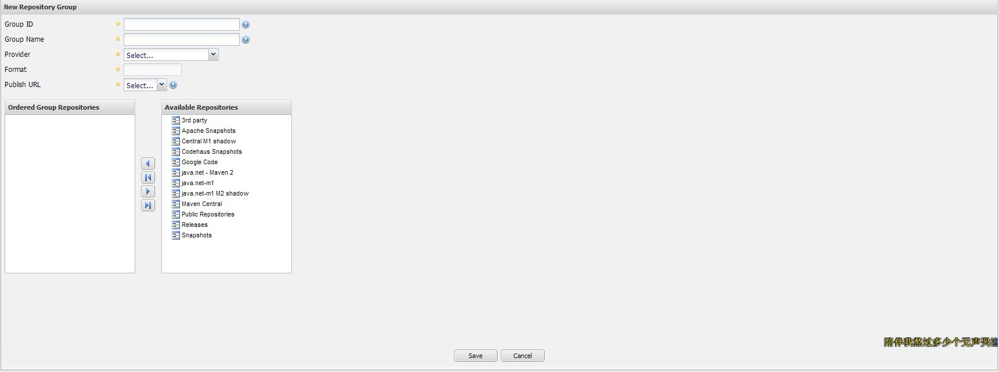 New Repository Group
Group ID
Group Name
Provider
Select...
Format
Publish URL
Select...
Ordered Group Repositories
Available Repositories
3rd party
Apache Snapshots
Central M1 shadow
Codehaus Snapshots
Google Code
java.net - Maven 2
java.net-m1
java.net-m1 M2 shadow
Maven Central
Public Repositories
Releases
Snapshots
陪伴我熬过多少个无声哭泣
Save
Cancel